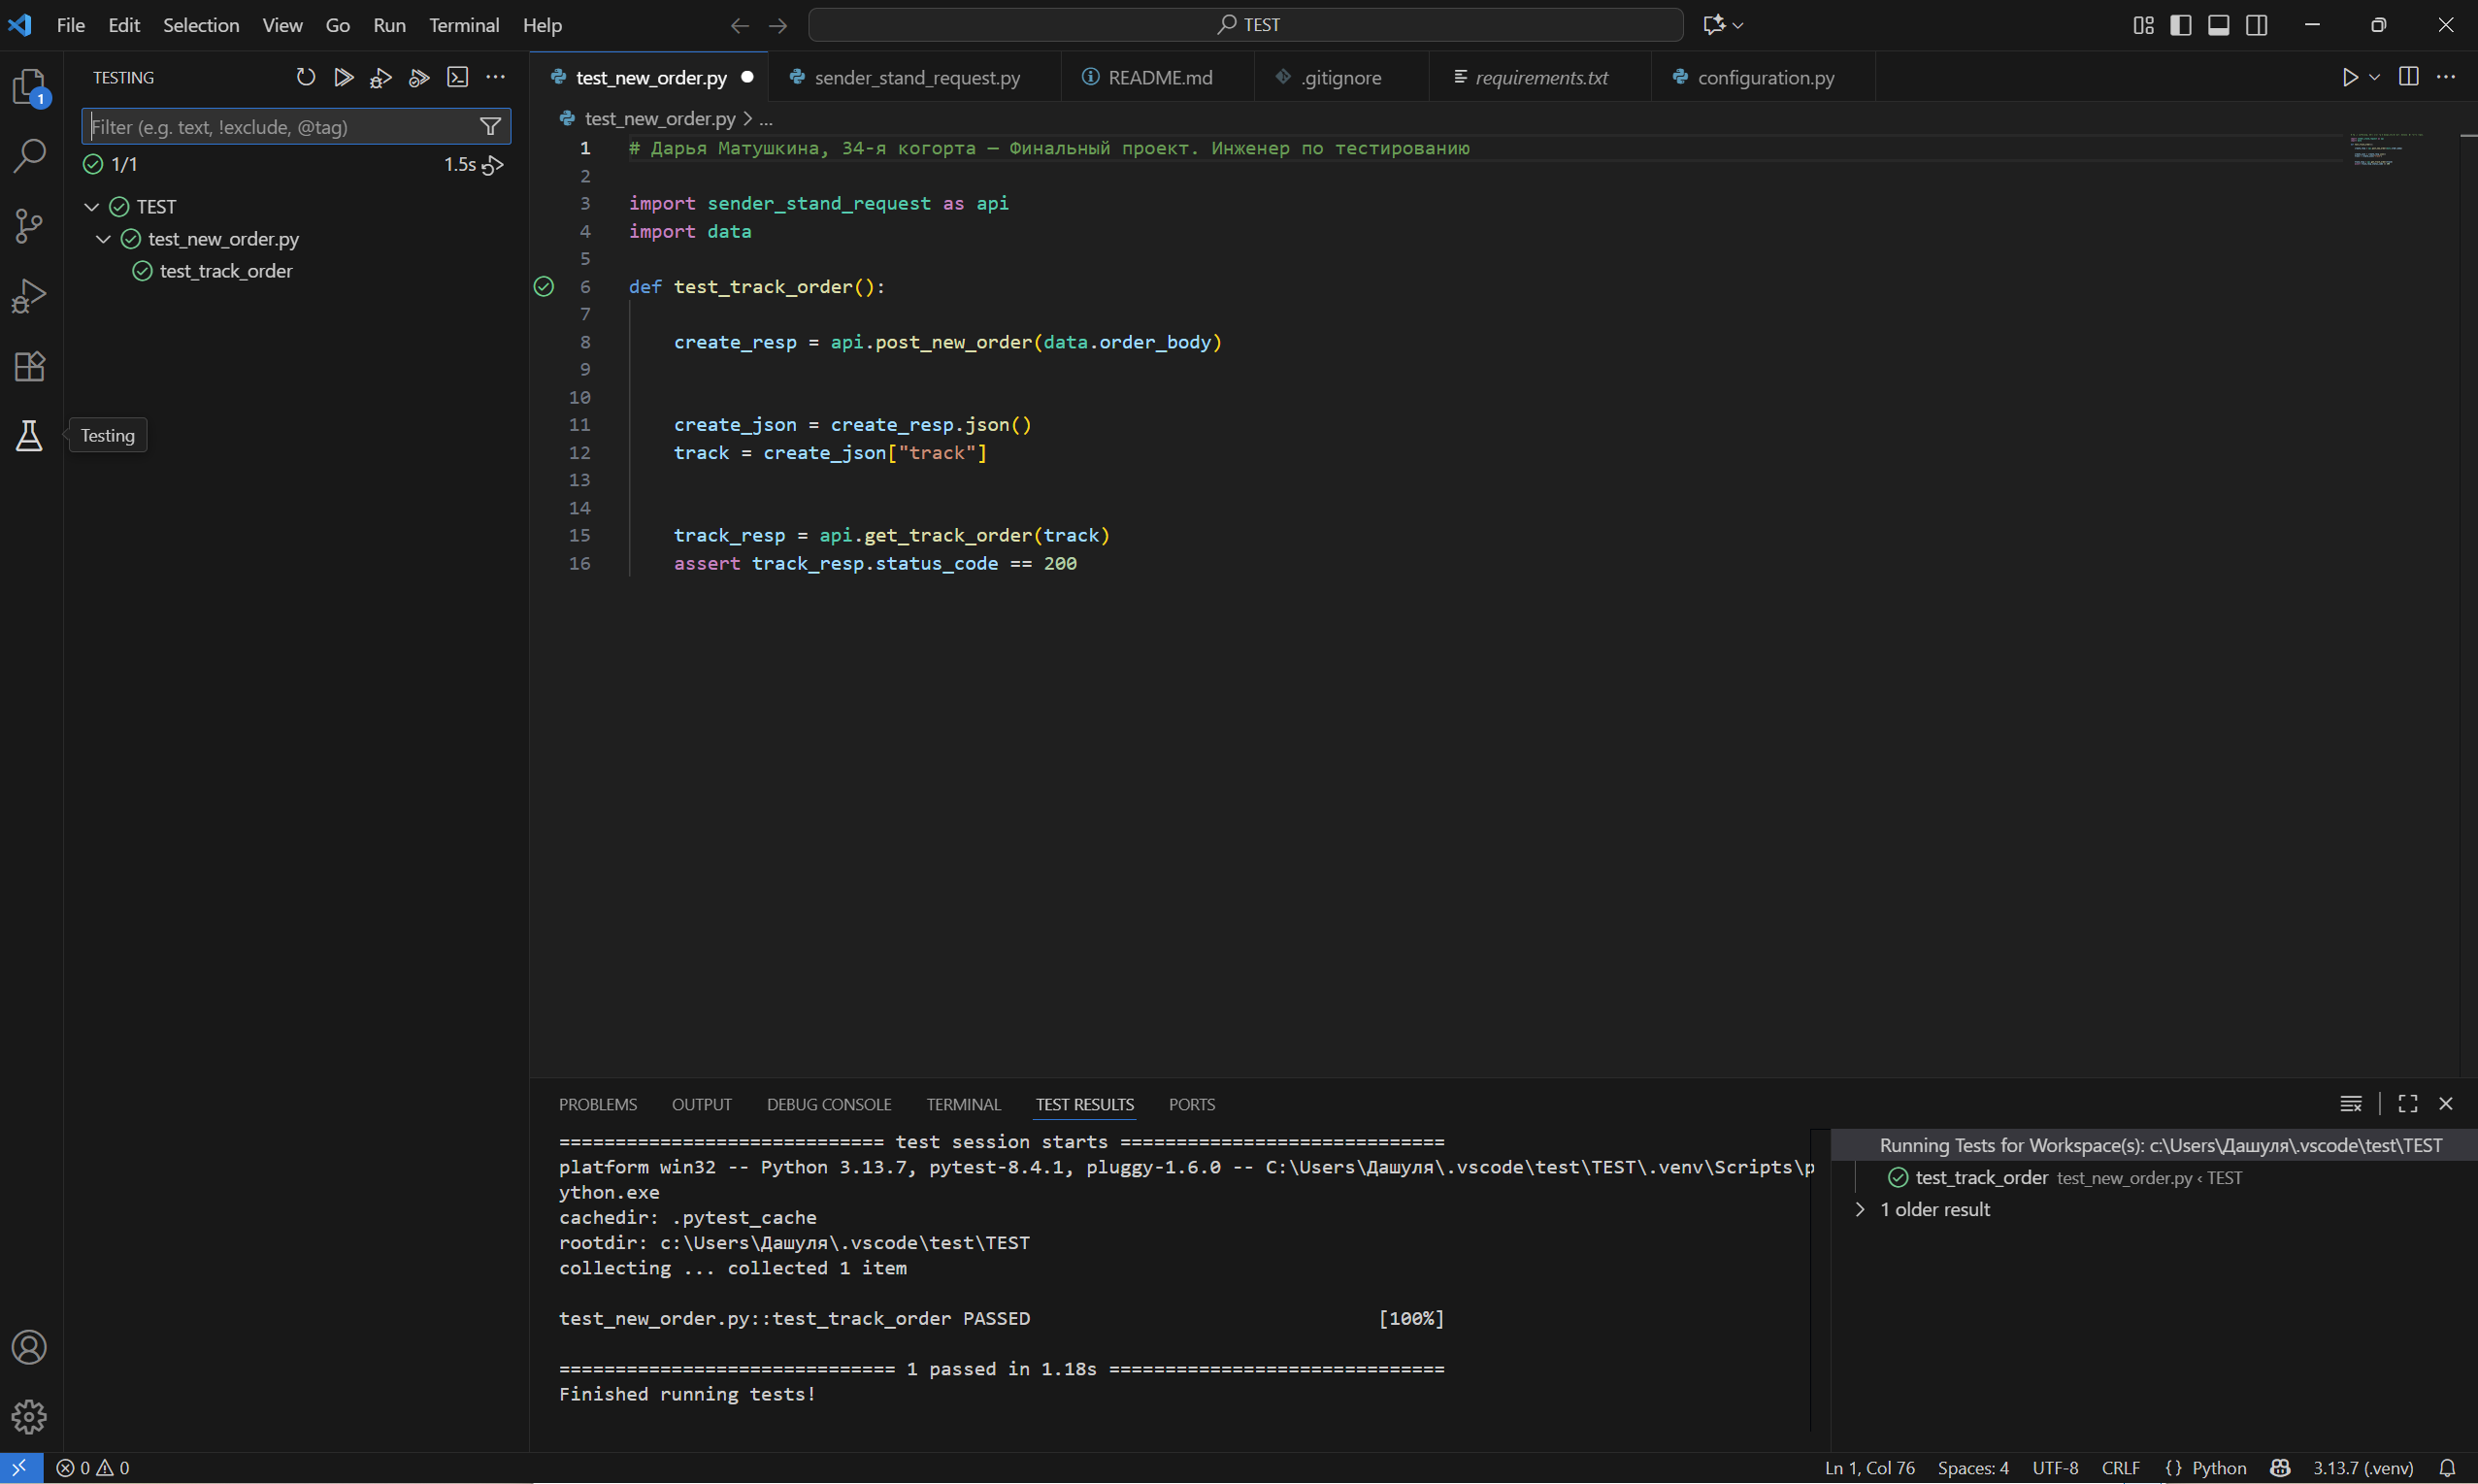 File Edit Selection View Go Run Terminal Help
TEST
TESTING
Filter (e.g. text, !exclude, @tag)
1/1 1.5s
TEST
test_new_order.py
test_track_order
1
Testing
test_new_order.py sender_stand_request.py README.md .gitignore requirements.txt configuration.py
test_new_order.py > ...
1 # Дарья Матушкина, 34-я когорта — Финальный проект. Инженер по тестированию
2
3 import sender_stand_request as api
4 import data
5
6 def test_track_order():
7
8 create_resp = api.post_new_order(data.order_body)
9
10
11 create_json = create_resp.json()
12 track = create_json["track"]
13
14
15 track_resp = api.get_track_order(track)
16 assert track_resp.status_code == 200
PROBLEMS OUTPUT DEBUG CONSOLE TERMINAL TEST RESULTS PORTS
============================= test session starts =============================
platform win32 -- Python 3.13.7, pytest-8.4.1, pluggy-1.6.0 -- C:\Users\Дашуля\.vscode\test\TEST\.venv\Scripts\p
ython.exe
cachedir: .pytest_cache
rootdir: c:\Users\Дашуля\.vscode\test\TEST
collecting ... collected 1 item
test_new_order.py::test_track_order PASSED [100%]
============================== 1 passed in 1.18s ==============================
Finished running tests!
Running Tests for Workspace(s): c:\Users\Дашуля\.vscode\test\TEST
test_track_order test_new_order.py ‹ TEST
1 older result
0 0
Ln 1, Col 76 Spaces: 4 UTF-8 CRLF {} Python 3.13.7 (.venv)